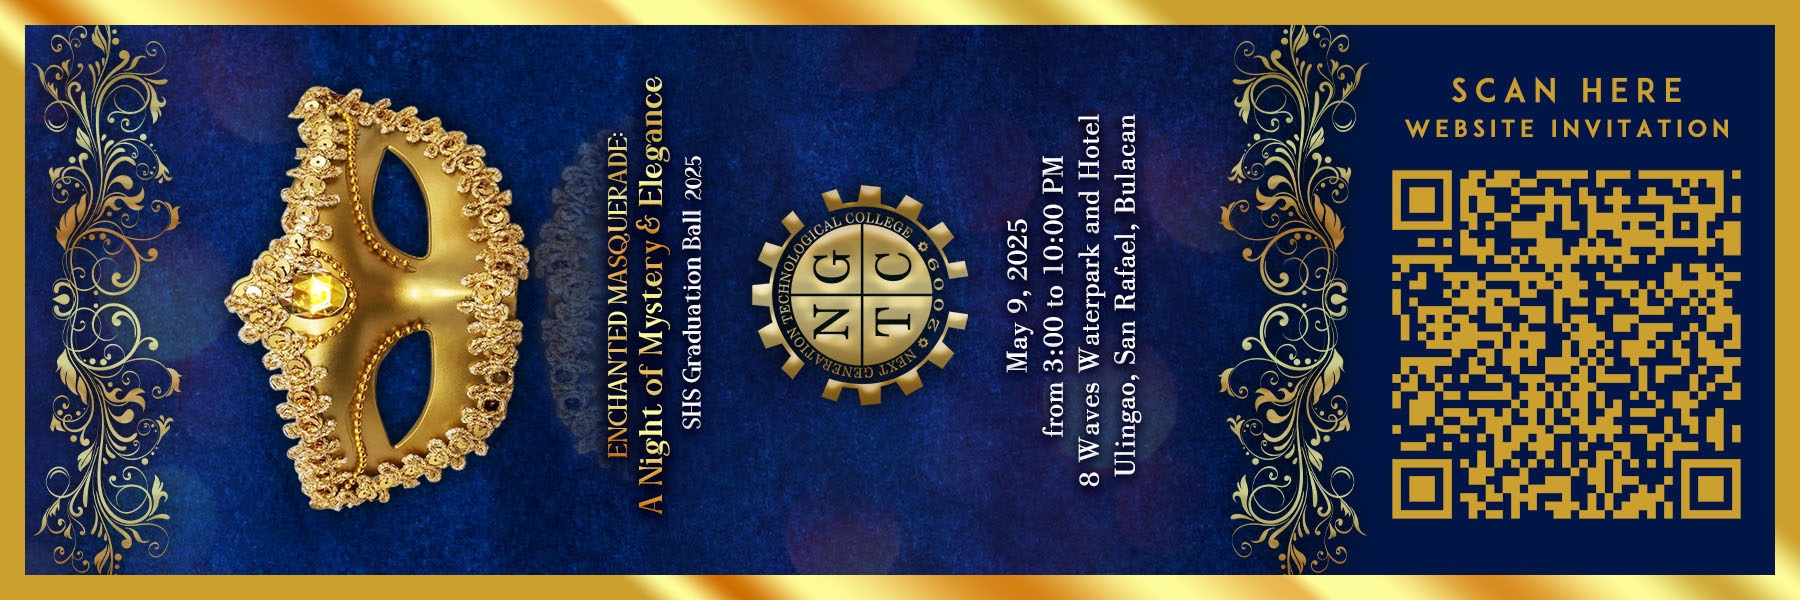 ENCHANTED MASQUERADE:
A Night of Mystery & Elegance
SHS Graduation Ball 2025
NEXT GENERATION TECHNOLOGICAL COLLEGE
2009
NG
TC
May 9, 2025
from 3:00 to 10:00 PM
8 Waves Waterpark and Hotel
Ulingao, San Rafael, Bulacan
SCAN HERE
WEBSITE INVITATION